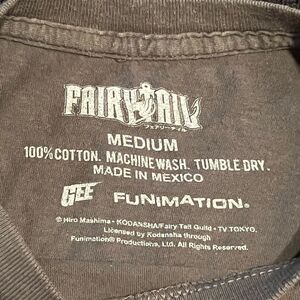 FAIRY TAIL
フェアリーテイル
MEDIUM
100% COTTON. MACHINE WASH. TUMBLE DRY.
MADE IN MEXICO
GEE FUNIMATION®
© Hiro Mashima • KODANSHA/Fairy Tail Guild • TV TOKYO.
Licensed by Kodansha through
Funimation® Productions, Ltd. All Rights Reserved.